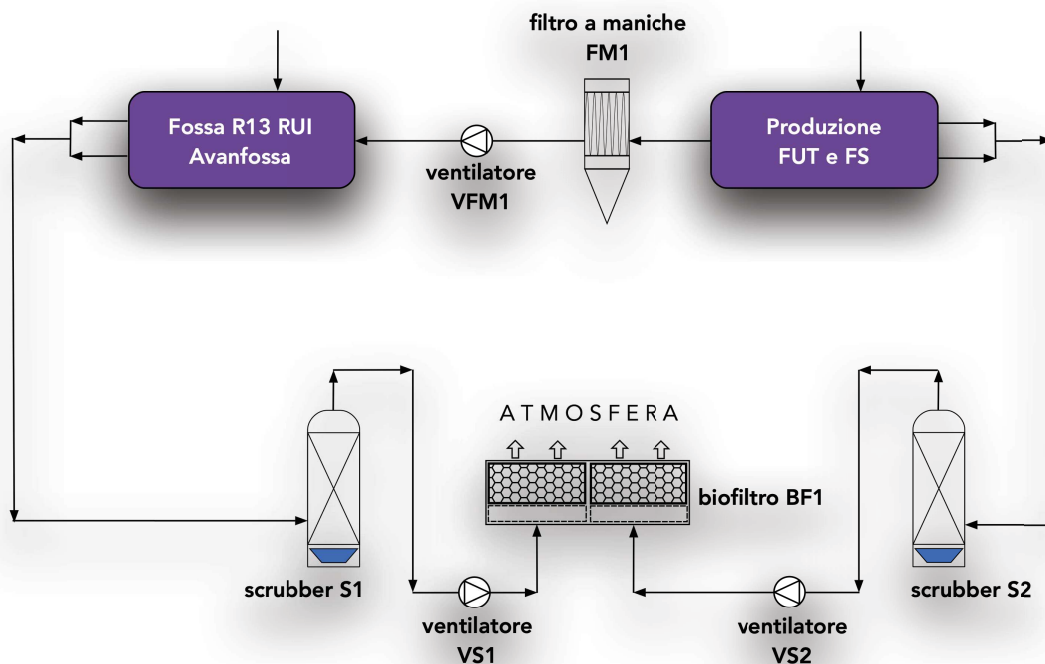 filtro a maniche
FM1
Fossa R13 RUI
Avanfossa
Produzione
FUT e FS
ventilatore
VFM1
ATMOSFERA
biofiltro BF1
scrubber S1
scrubber S2
ventilatore
VS1
ventilatore
VS2